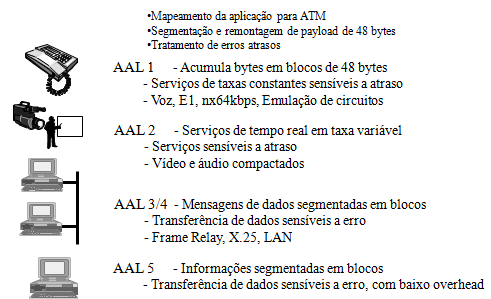 •Mapeamento da aplicação para ATM
•Segmentação e remontagem de payload de 48 bytes
•Tratamento de erros atrasos
AAL 1 - Acumula bytes em blocos de 48 bytes
- Serviços de taxas constantes sensíveis a atraso
- Voz, E1, nx64kbps, Emulação de circuitos
AAL 2 - Serviços de tempo real em taxa variável
- Serviços sensíveis a atraso
- Vídeo e áudio compactados
AAL 3/4 - Mensagens de dados segmentadas em blocos
- Transferência de dados sensíveis a erro
- Frame Relay, X.25, LAN
AAL 5 - Informações segmentadas em blocos
- Transferência de dados sensíveis a erro, com baixo overhead